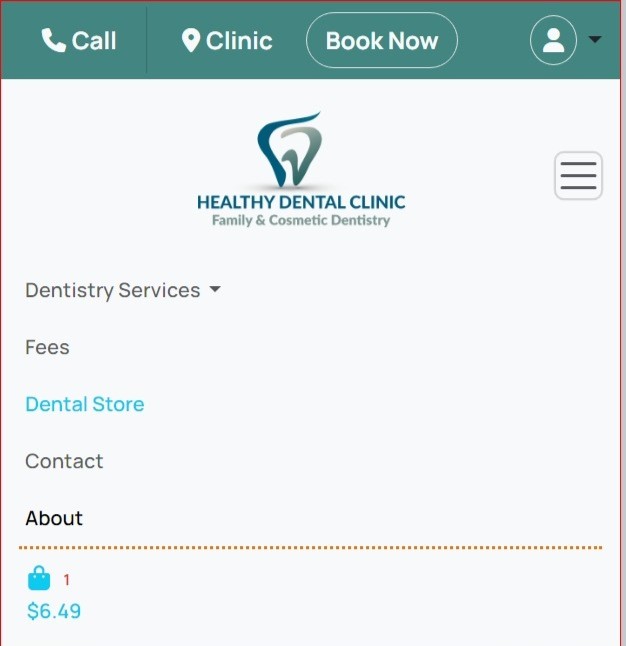 Call
Clinic
Book Now
HEALTHY DENTAL CLINIC
Family & Cosmetic Dentistry
Dentistry Services
Fees
Dental Store
Contact
About
1
$6.49